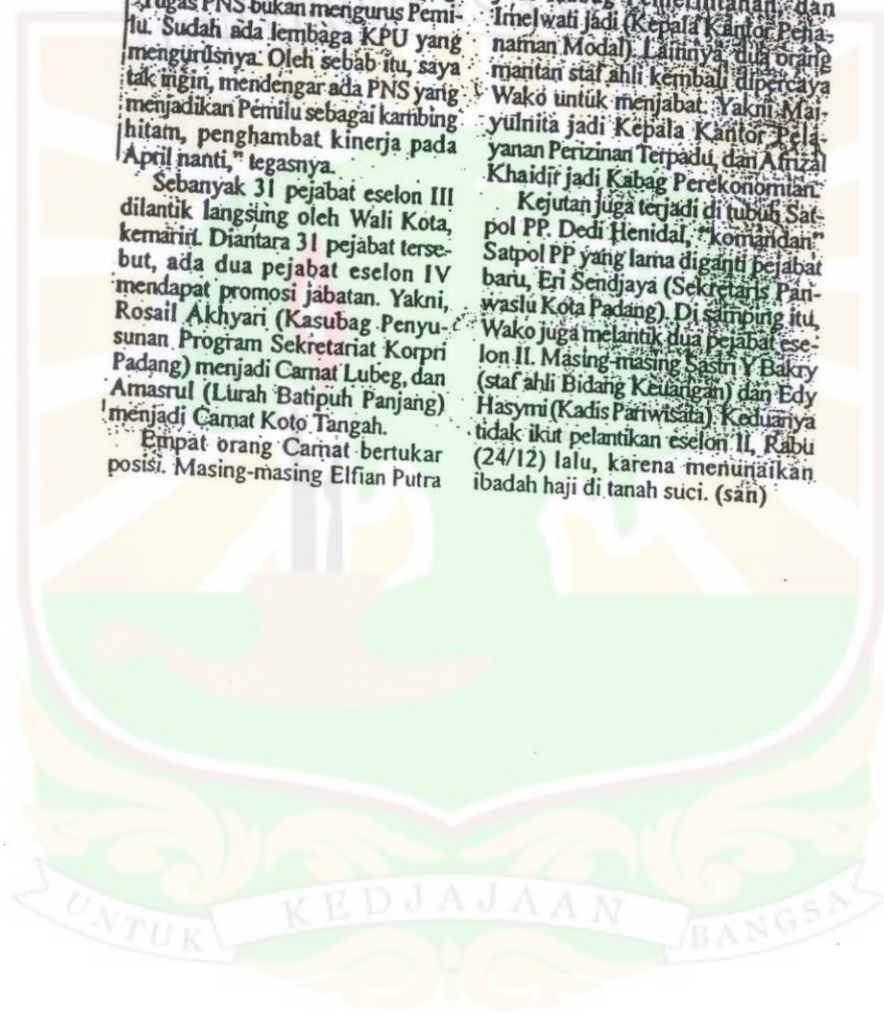 Tugas PNS bukan mengurus Pemi-
lu. Sudah ada lembaga KPU yang
mengurusnya. Oleh sebab itu, saya
tak ingin, mendengar ada PNS yang
menjadikan Pemilu sebagai kambing
hitam, penghambat kinerja pada
April nanti," tegasnya.
Sebanyak 31 pejabat eselon III
dilantik langsung oleh Wali Kota,
kemarin. Diantara 31 pejabat terse-
but, ada dua pejabat eselon IV
mendapat promosi jabatan. Yakni,
Rosail Akhyari (Kasubag Penyu-
sunan Program Sekretariat Korpri
Padang) menjadi Camat Lubeg, dan
Amasrul (Lurah Batipuh Panjang)
menjadi Camat Koto Tangah.
Empat orang Camat bertukar
posisi. Masing-masing Elfian Putra
Pemerintahan, dan
Imelwati jadi (Kepala Kantor Pena-
naman Modal). Lainnya, dua orang
mantan staf ahli kembali dipercaya
Wako untuk menjabat. Yakni Mai-
yulnita jadi Kepala Kantor Pela-
yanan Perizinan Terpadu, dan Afrizal
Khaidir jadi Kabag Perekonomian.
Kejutan juga terjadi di tubuh Sat-
pol PP. Dedi Henidal, "komandan"
Satpol PP yang lama diganti pejabat
baru, Eri Sendjaya (Sekretaris Pan-
waslu Kota Padang). Di samping itu,
Wako juga melantik dua pejabat ese-
lon II. Masing-masing Sastri Y Bakry
(staf ahli Bidang Keuangan) dan Edy
Hasymi (Kadis Pariwisata). Keduanya
tidak ikut pelantikan eselon II, Rabu
(24/12) lalu, karena menunaikan
ibadah haji di tanah suci. (san)
UNTUK KEDJAJAAN BANGSA